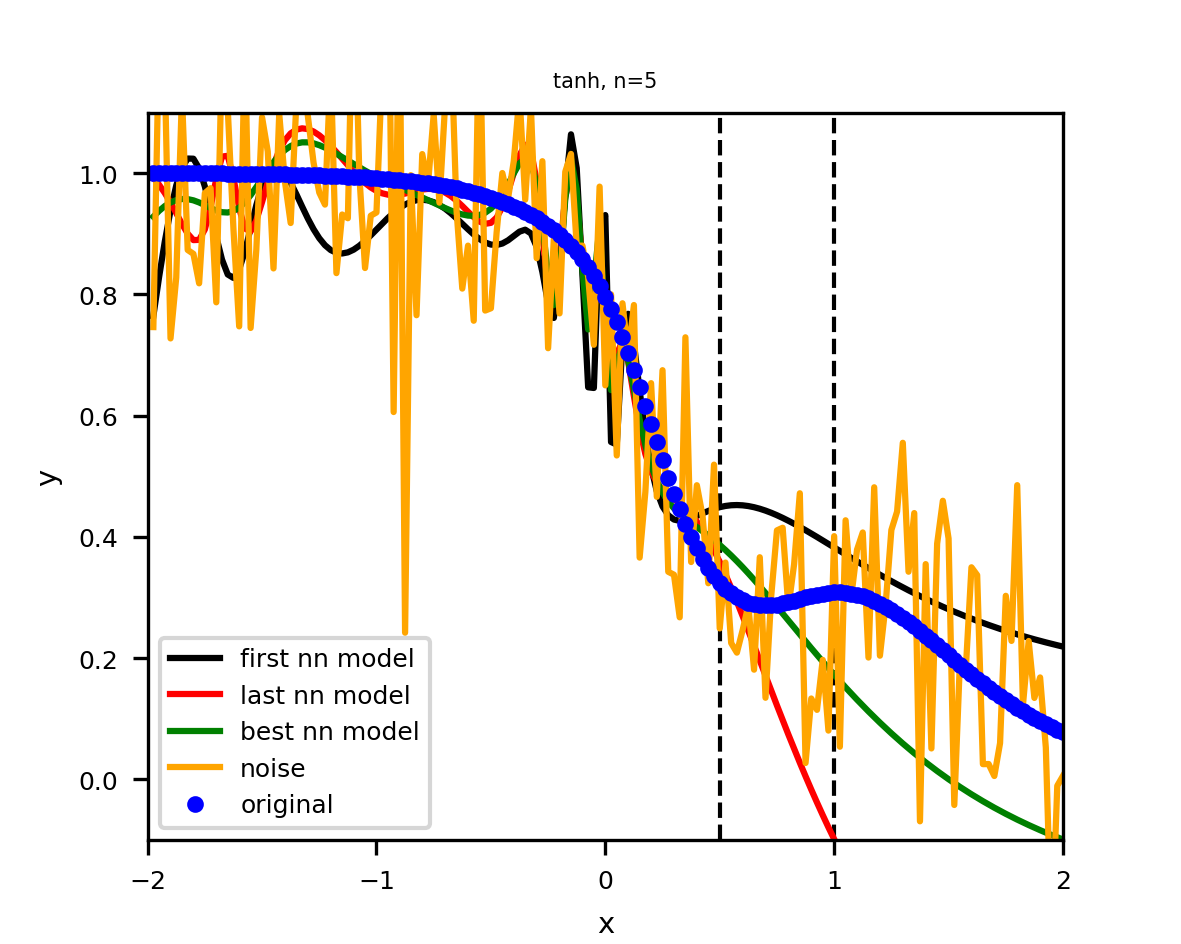 tanh, n=5
y
1.0
0.8
0.6
0.4
0.2
0.0
first nn model
last nn model
best nn model
noise
original
−2
−1
0
1
2
x